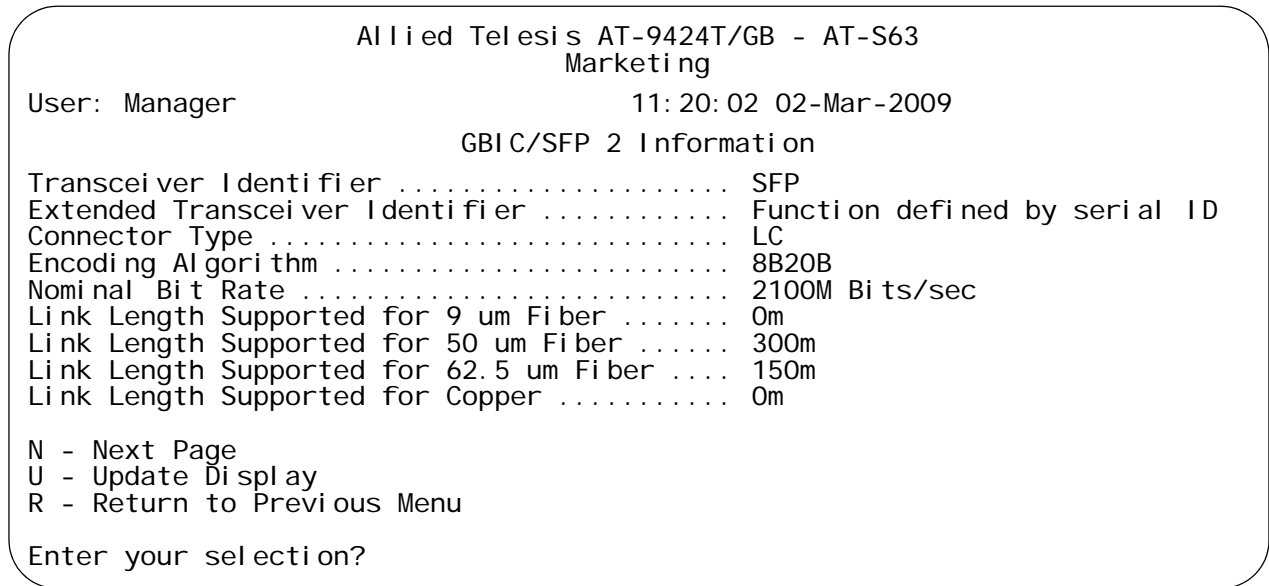 Allied Telesis AT-9424T/GB - AT-S63
Marketing
User: Manager 11:20:02 02-Mar-2009
GBIC/SFP 2 Information
Transceiver Identifier ..................... SFP
Extended Transceiver Identifier ............ Function defined by serial ID
Connector Type ............................. LC
Encoding Algorithm ......................... 8B20B
Nominal Bit Rate ........................... 2100M Bits/sec
Link Length Supported for 9 um Fiber ....... 0m
Link Length Supported for 50 um Fiber ...... 300m
Link Length Supported for 62.5 um Fiber .... 150m
Link Length Supported for Copper ........... 0m
N - Next Page
U - Update Display
R - Return to Previous Menu
Enter your selection?